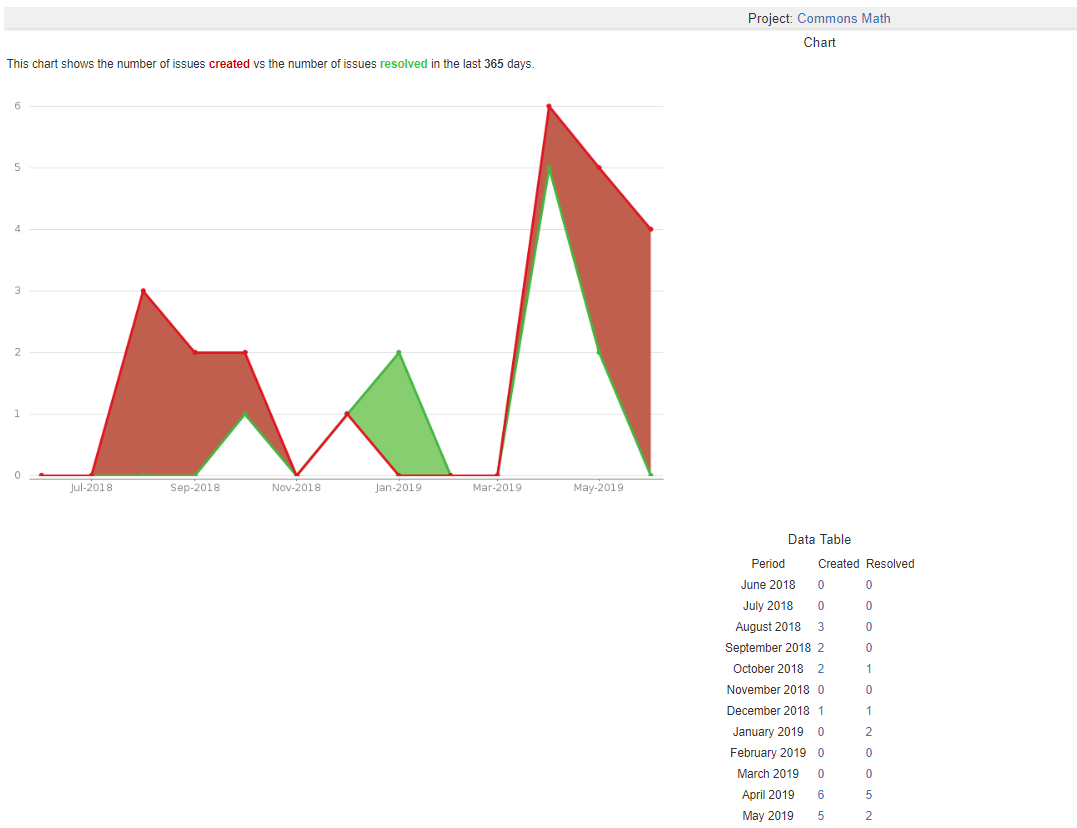 Project: Commons Math
Chart
This chart shows the number of issues created vs the number of issues resolved in the last 365 days.
6
5
4
3
2
1
0
Jul-2018 Sep-2018 Nov-2018 Jan-2019 Mar-2019 May-2019
Data Table
Period Created Resolved
June 2018 0 0
July 2018 0 0
August 2018 3 0
September 2018 2 0
October 2018 2 1
November 2018 0 0
December 2018 1 1
January 2019 0 2
February 2019 0 0
March 2019 0 0
April 2019 6 5
May 2019 5 2